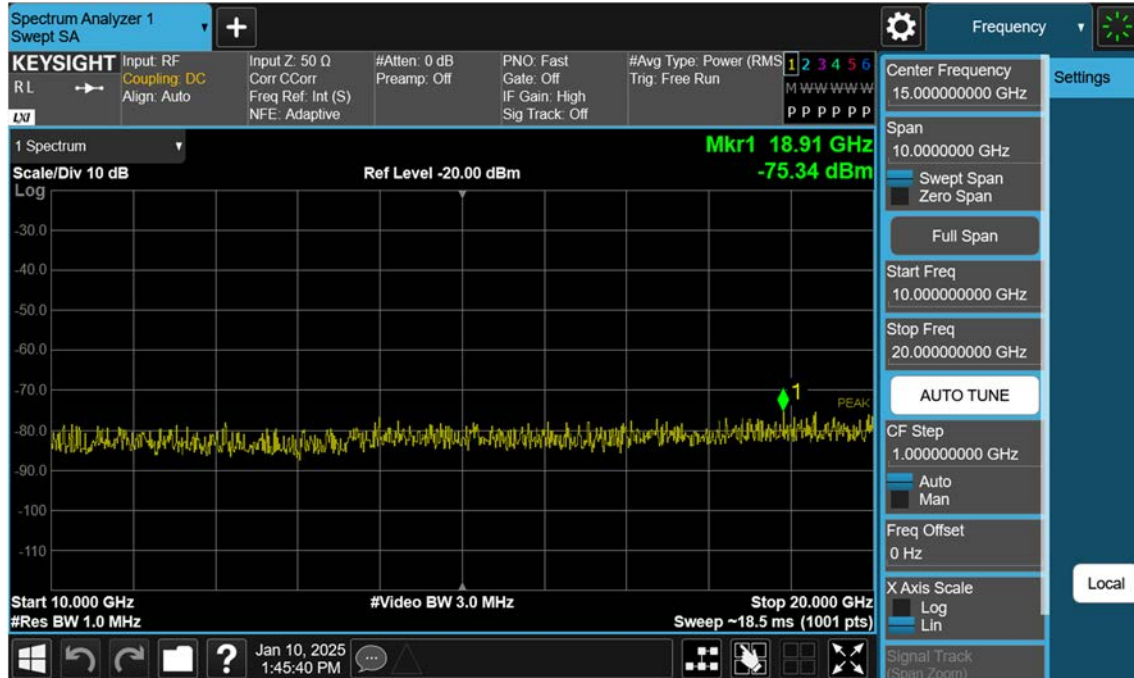 Spectrum Analyzer 1
Swept SA
Frequency
KEYSIGHT
RL
LXI
Input: RF
Coupling: DC
Align: Auto
Input Z: 50 Ω
Corr CCorr
Freq Ref: Int (S)
NFE: Adaptive
#Atten: 0 dB
Preamp: Off
PNO: Fast
Gate: Off
IF Gain: High
Sig Track: Off
#Avg Type: Power (RMS
Trig: Free Run
1 2 3 4 5 6
M W W W W W
P P P P P P
1 Spectrum
Mkr1 18.91 GHz
-75.34 dBm
Scale/Div 10 dB
Ref Level -20.00 dBm
Log
-30.0
-40.0
-50.0
-60.0
-70.0
1
PEAK
-80.0
-90.0
-100
-110
Start 10.000 GHz
#Video BW 3.0 MHz
Stop 20.000 GHz
#Res BW 1.0 MHz
Sweep ~18.5 ms (1001 pts)
?
Jan 10, 2025
1:45:40 PM
Center Frequency
15.000000000 GHz
Settings
Span
10.0000000 GHz
Swept Span
Zero Span
Full Span
Start Freq
10.000000000 GHz
Stop Freq
20.000000000 GHz
AUTO TUNE
CF Step
1.000000000 GHz
Auto
Man
Freq Offset
0 Hz
X Axis Scale
Log
Lin
Local
Signal Track
(Span Zoom)